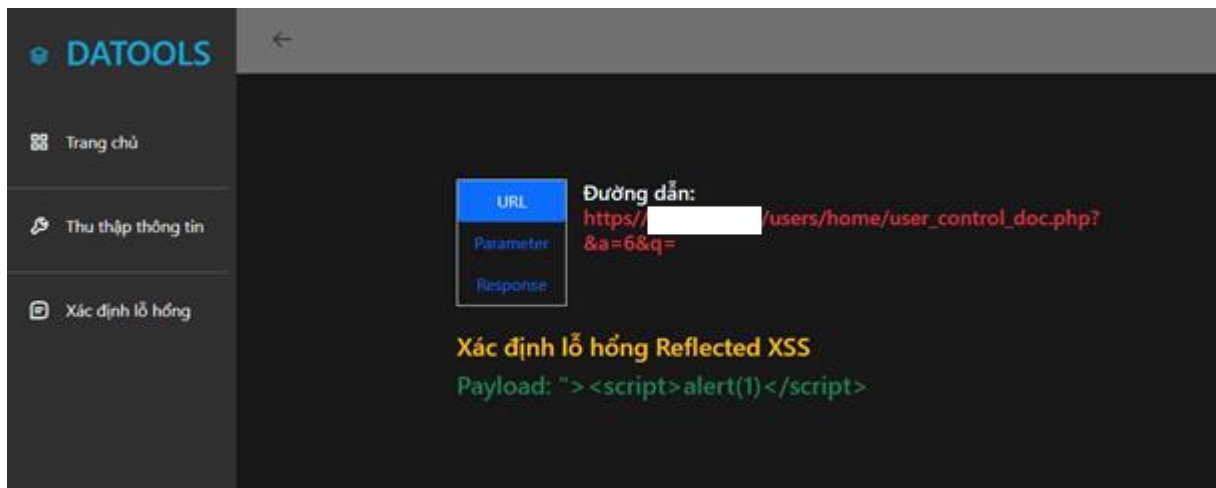 DATOOLS
Trang chủ
Thu thập thông tin
Xác định lỗ hổng
URL
Parameter
Response
Đường dẫn:
https// /users/home/user_control_doc.php?
&a=6&q=
Xác định lỗ hổng Reflected XSS
Payload: "><script>alert(1)</script>